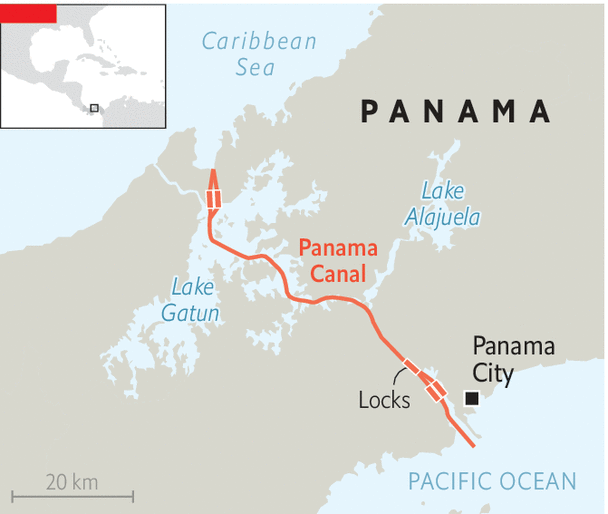 Caribbean
Sea
PANAMA
Lake
Alajuela
Panama
Canal
Lake
Gatun
Panama
City
Locks
20 km
PACIFIC OCEAN